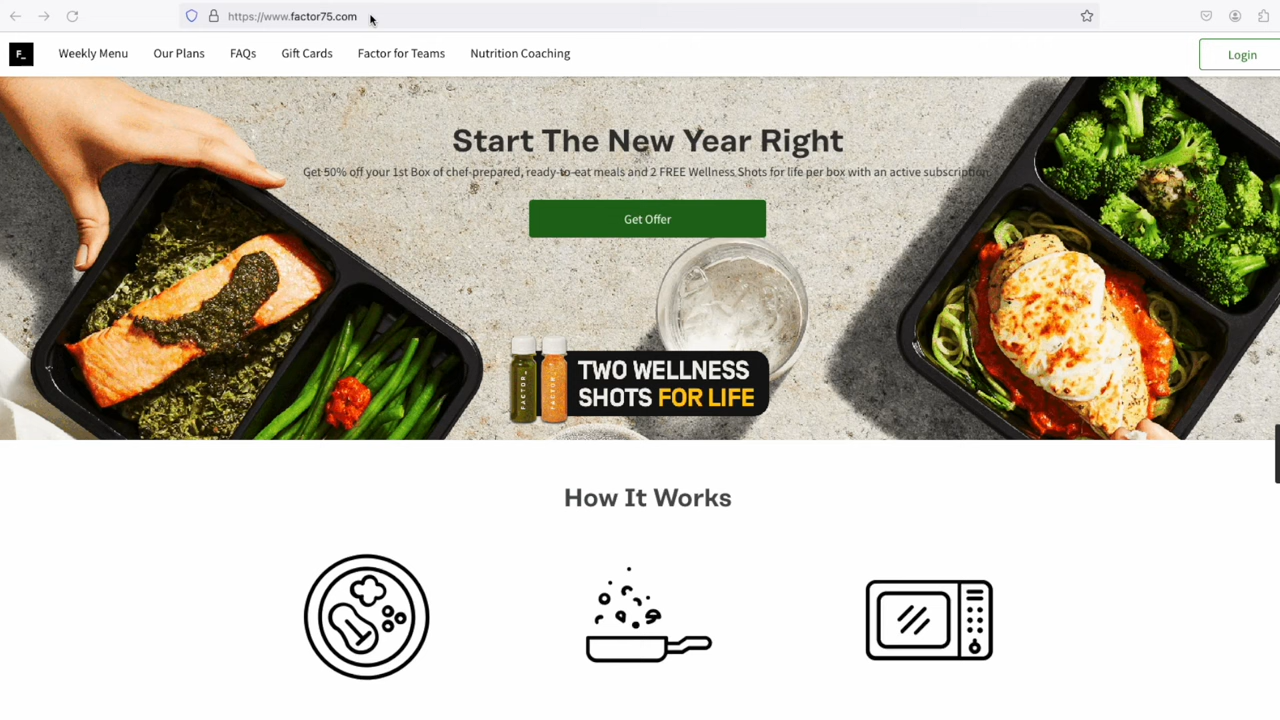 https://www.factor75.com
F_
Weekly Menu
Our Plans
FAQs
Gift Cards
Factor for Teams
Nutrition Coaching
Login
Start The New Year Right
Get 50% off your 1st Box of chef-prepared, ready-to-eat meals and 2 FREE Wellness Shots for life per box with an active subscription.
Get Offer
FACTOR_
FACTOR_
TWO WELLNESS
SHOTS FOR LIFE
How It Works